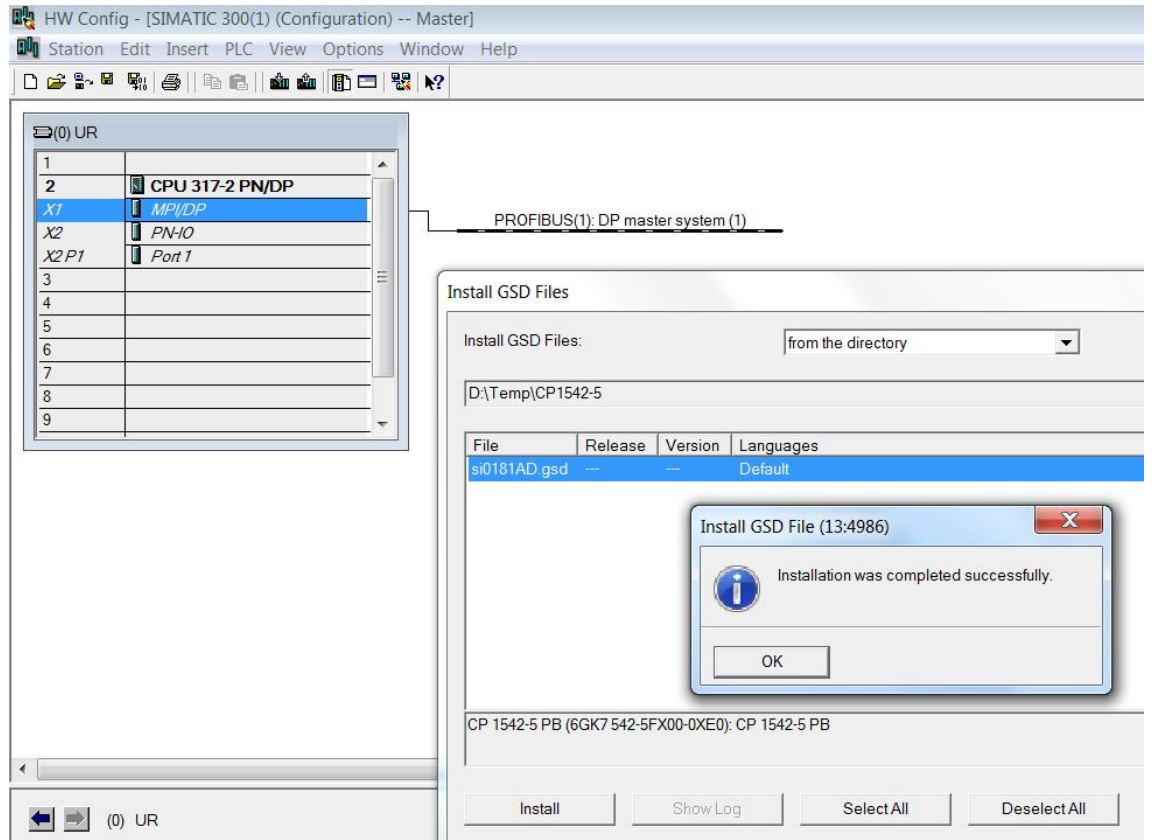 HW Config - [SIMATIC 300(1) (Configuration) -- Master]
Station Edit Insert PLC View Options Window Help
(0) UR
1
2 CPU 317-2 PN/DP
X1 MPI/DP
X2 PN-IO
X2 P1 Port 1
3
4
5
6
7
8
9
PROFIBUS(1): DP master system (1)
Install GSD Files
Install GSD Files: from the directory
D:\Temp\CP1542-5
File Release Version Languages
si0181AD.gsd --- --- Default
Install GSD File (13:4986)
Installation was completed successfully.
OK
CP 1542-5 PB (6GK7 542-5FX00-0XE0): CP 1542-5 PB
Install Show Log Select All Deselect All
(0) UR